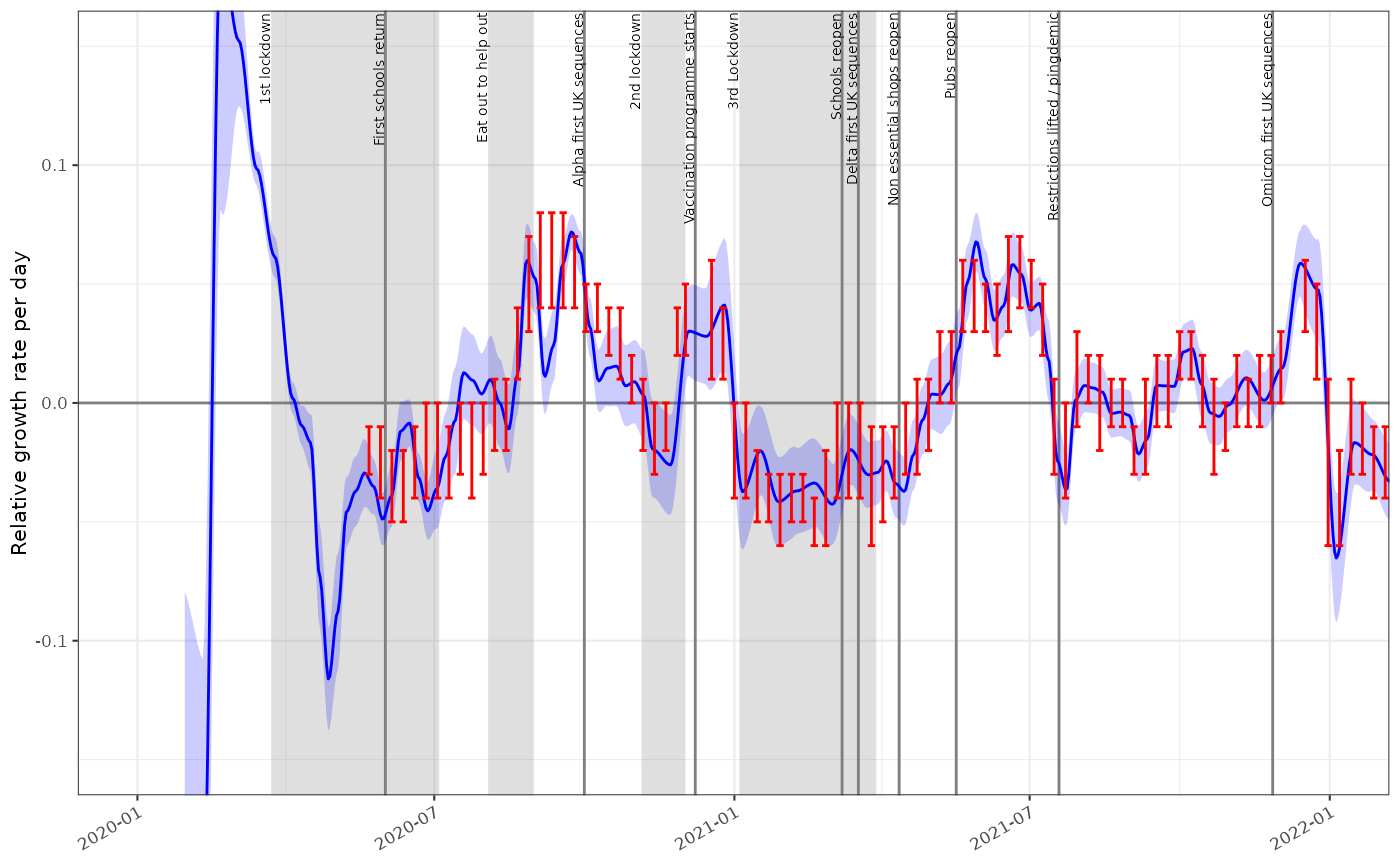 1st lockdown
First schools return
Eat out to help out
Alpha first UK sequences
2nd lockdown
Vaccination programme starts
3rd Lockdown
Schools reopen
Delta first UK sequences
Non essential shops reopen
Pubs reopen
Restrictions lifted / pingdemic
Omicron first UK sequences
Relative growth rate per day
0.1
0.0
-0.1
2020-01
2020-07
2021-01
2021-07
2022-01